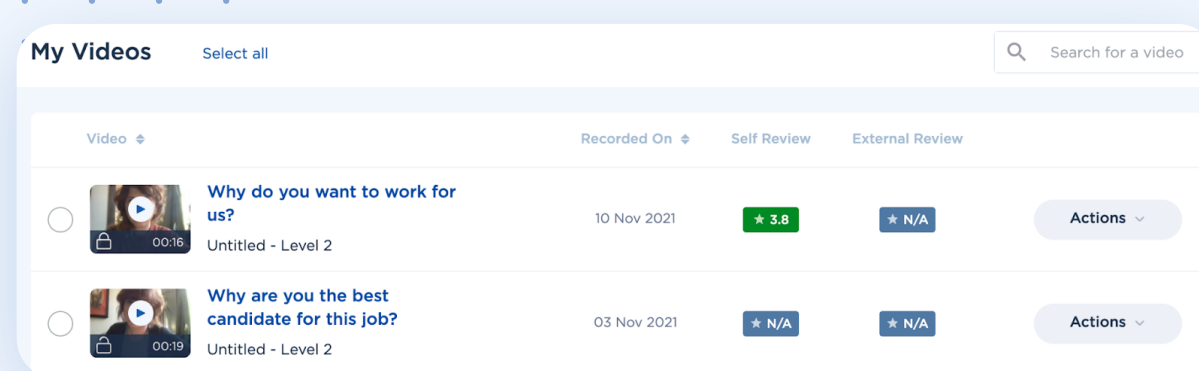 My Videos
Select all
Search for a video
Video
Recorded On
Self Review
External Review
Why do you want to work for
us?
Untitled - Level 2
00:16
10 Nov 2021
★ 3.8
★ N/A
Actions
Why are you the best
candidate for this job?
Untitled - Level 2
00:19
03 Nov 2021
★ N/A
★ N/A
Actions